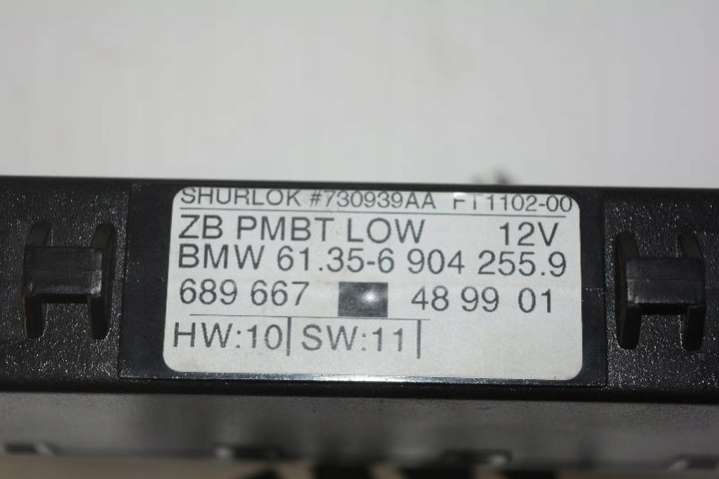 SHURLOK #730939AA FT1102-00
ZB PMBT LOW 12V
BMW 61.35-6 904 255.9
689 667 48 99 01
HW:10 SW:11